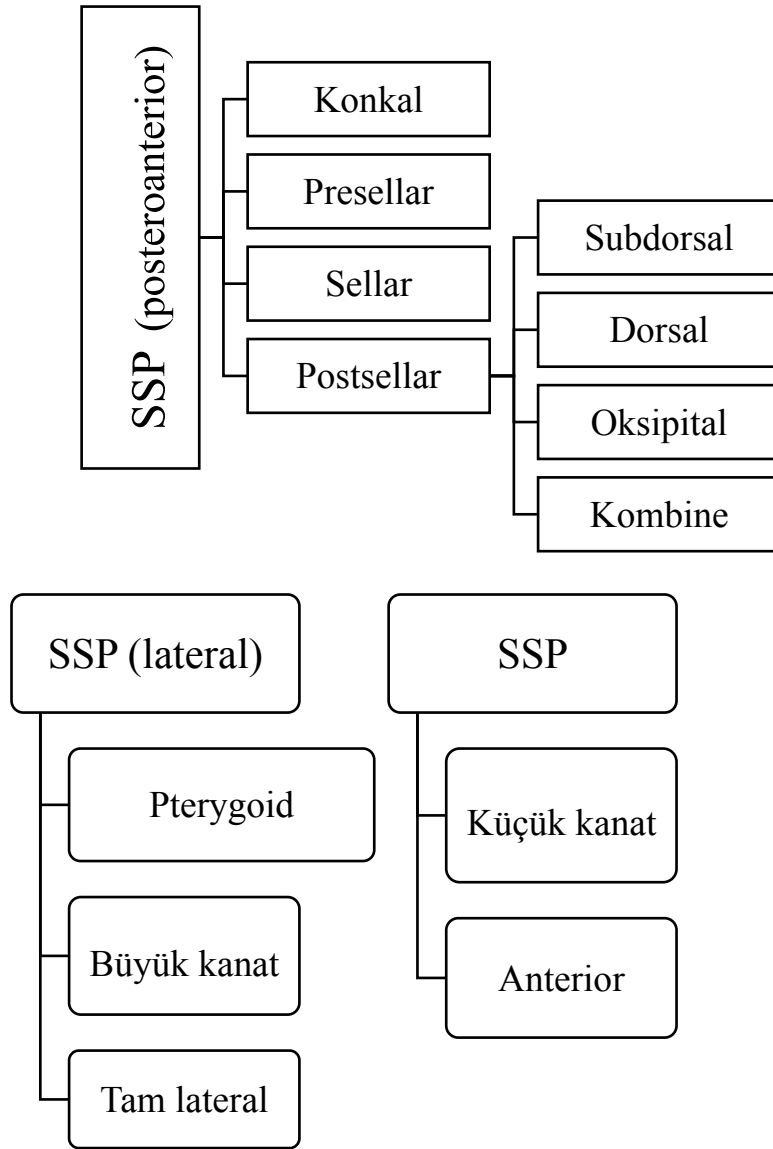 SSP (posteroanterior)
Konkal
Presellar
Sellar
Postsellar
Subdorsal
Dorsal
Oksipital
Kombine
SSP (lateral)
Pterygoid
Büyük kanat
Tam lateral
SSP
Küçük kanat
Anterior